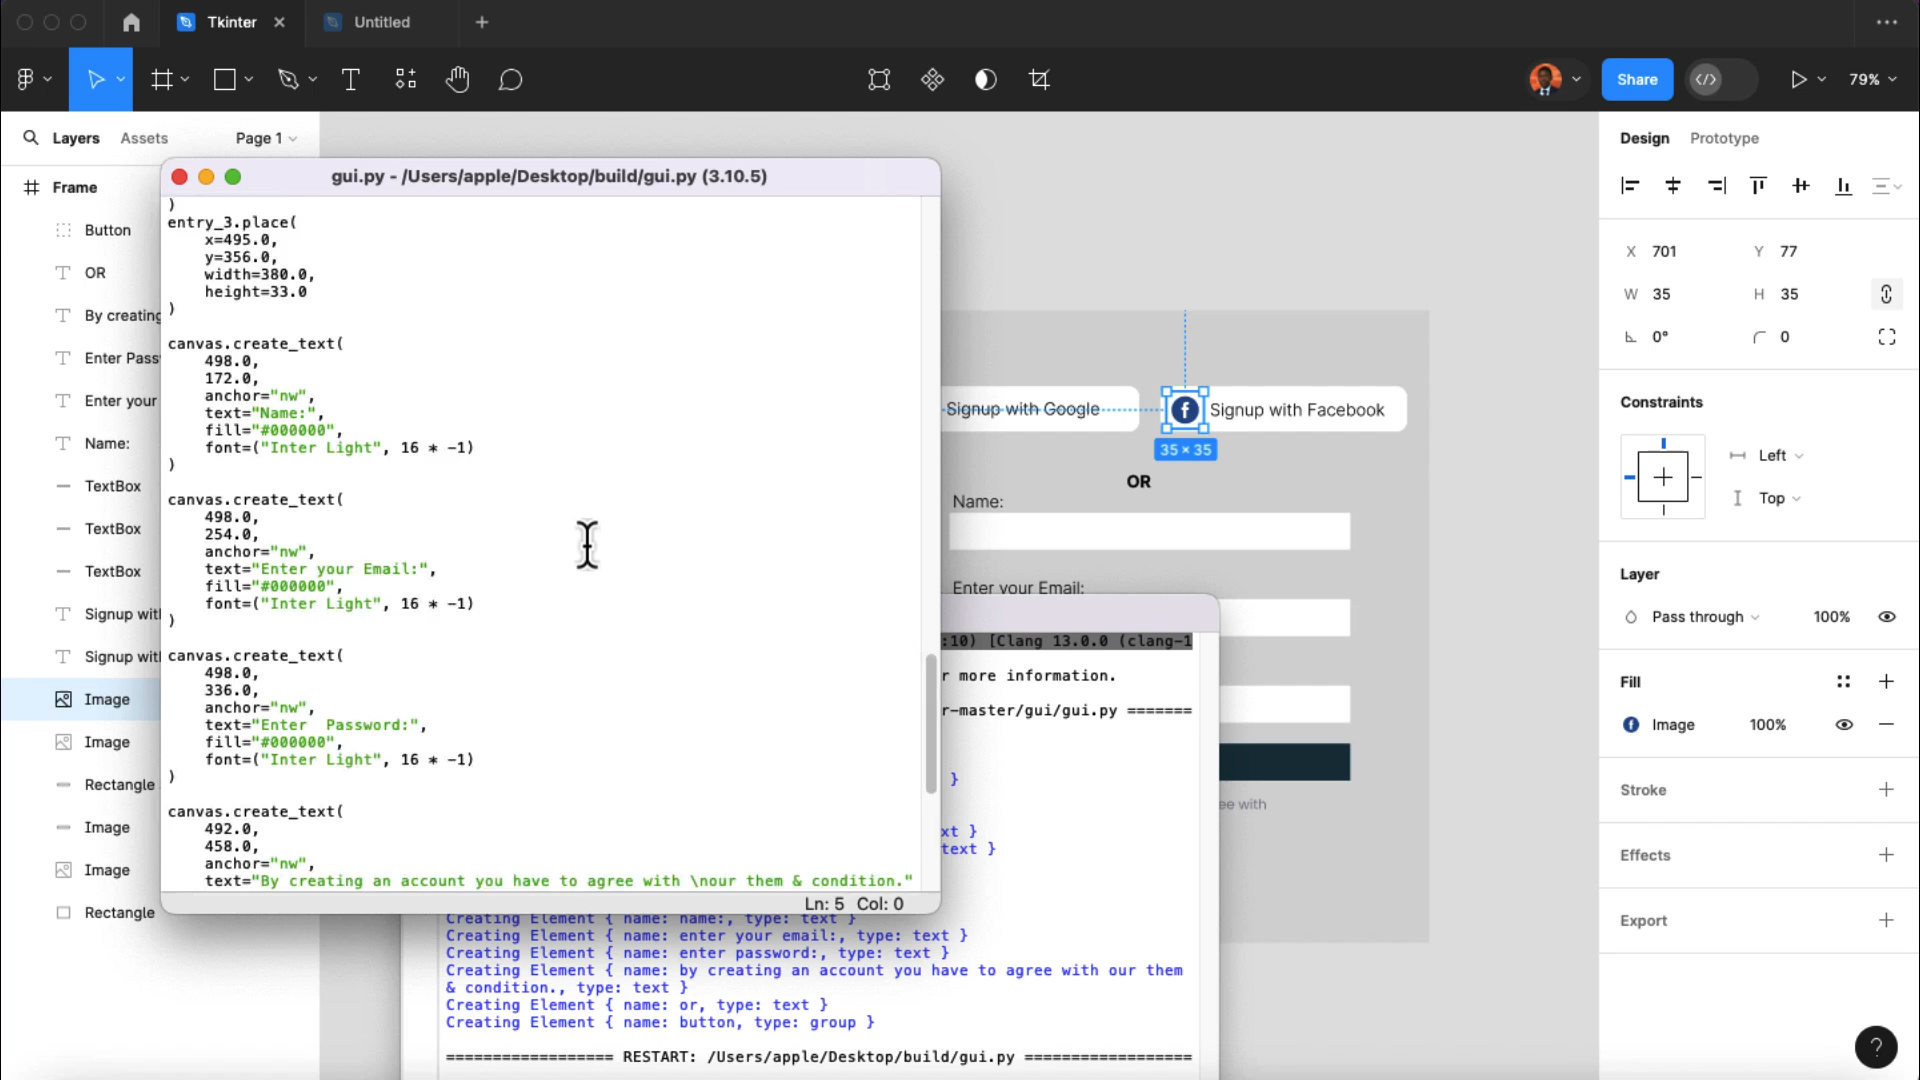 Tkinter
Untitled
Share
79%
Layers
Assets
Page 1
Design
Prototype
Frame
Button
OR
By creating
Enter Pass
Enter your
Name:
TextBox
TextBox
TextBox
Signup with
Signup with
Image
Image
Rectangle
Image
Image
Rectangle
gui.py - /Users/apple/Desktop/build/gui.py (3.10.5)
)
entry_3.place(
x=495.0,
y=356.0,
width=380.0,
height=33.0
)
canvas.create_text(
498.0,
172.0,
anchor="nw",
text="Name:",
fill="#000000",
font=("Inter Light", 16 * -1)
)
canvas.create_text(
498.0,
254.0,
anchor="nw",
text="Enter your Email:",
fill="#000000",
font=("Inter Light", 16 * -1)
)
canvas.create_text(
498.0,
336.0,
anchor="nw",
text="Enter  Password:",
fill="#000000",
font=("Inter Light", 16 * -1)
)
canvas.create_text(
492.0,
458.0,
anchor="nw",
text="By creating an account you have to agree with \nour them & condition."
Ln: 5 Col: 0
Signup with Google
Signup with Facebook
35 × 35
OR
Name:
Enter your Email:
:10) [Clang 13.0.0 (clang-1
r more information.
r-master/gui/gui.py =======
}
xt }
text }
ee with
Creating Element { name: name:, type: text }
Creating Element { name: enter your email:, type: text }
Creating Element { name: enter password:, type: text }
Creating Element { name: by creating an account you have to agree with our them
& condition., type: text }
Creating Element { name: or, type: text }
Creating Element { name: button, type: group }
================== RESTART: /Users/apple/Desktop/build/gui.py ==================
X 701
Y 77
W 35
H 35
0°
0
Constraints
Left
Top
Layer
Pass through
100%
Fill
Image
100%
Stroke
Effects
Export
?